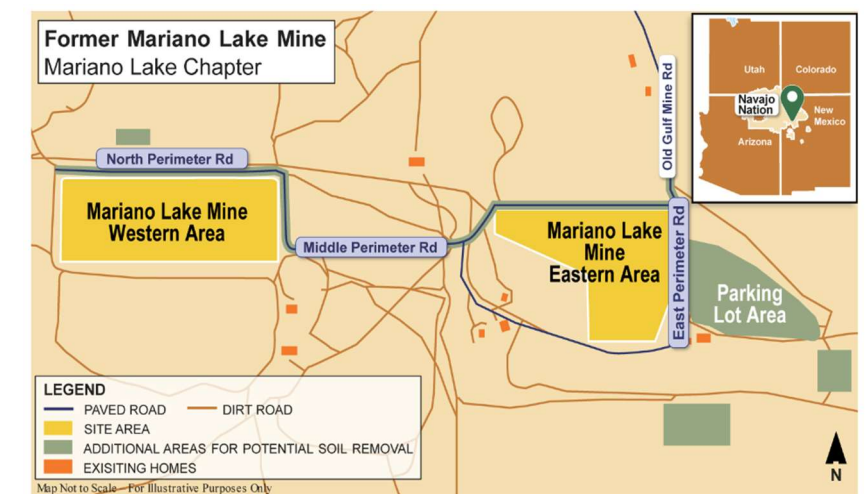 Former Mariano Lake Mine
Mariano Lake Chapter
Old Gulf Mine Rd
Utah
Colorado
Navajo
Nation
New
Mexico
Arizona
North Perimeter Rd
Mariano Lake Mine
Western Area
Middle Perimeter Rd
Mariano Lake
Mine
Eastern Area
East Perimeter Rd
Parking
Lot Area
LEGEND
PAVED ROAD
DIRT ROAD
SITE AREA
ADDITIONAL AREAS FOR POTENTIAL SOIL REMOVAL
EXISITING HOMES
Map Not to Scale - For Illustrative Purposes Only
N